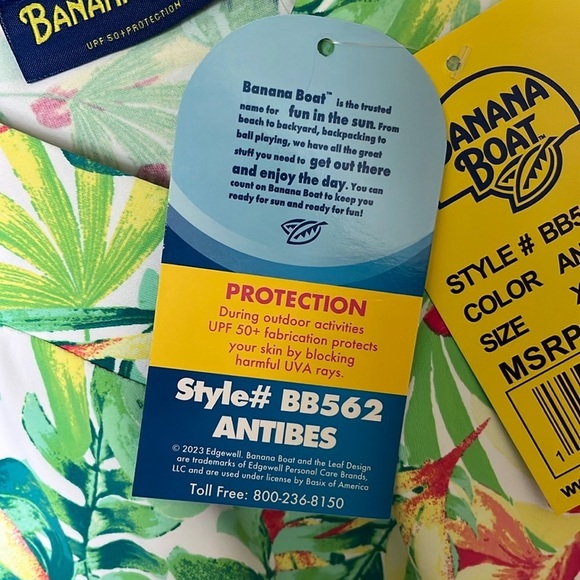 BANAN
UPF 50+PROTECTION
Banana Boat™ is the trusted
name for fun in the sun. From
beach to backyard, backpacking to
ball playing, we have all the great
stuff you need to get out there
and enjoy the day. You can
count on Banana Boat to keep you
ready for sun and ready for fun!
PROTECTION
During outdoor activities
UPF 50+ fabrication protects
your skin by blocking
harmful UVA rays.
Style# BB562
ANTIBES
© 2023 Edgewell. Banana Boat and the Leaf Design
are trademarks of Edgewell Personal Care Brands,
LLC and are used under license by Basix of America
Toll Free: 800-236-8150
BANANA
BOAT™
STYLE # BB5
COLOR AN
SIZE X
MSRP
1
ww